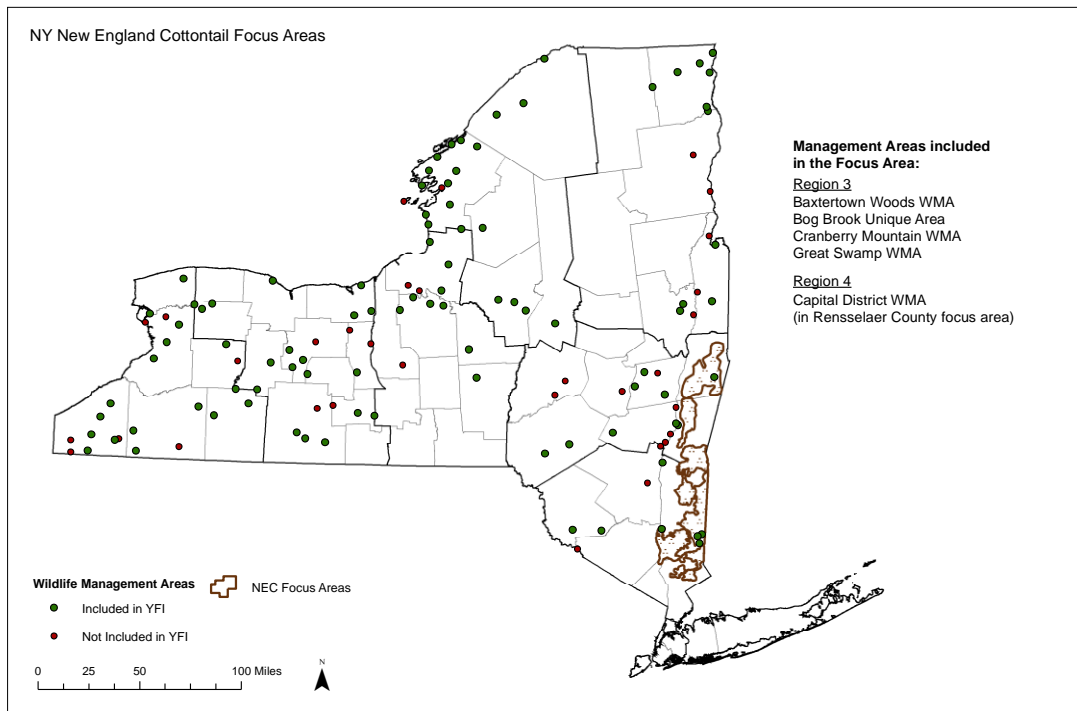 NY New England Cottontail Focus Areas
Management Areas included
in the Focus Area:
Region 3
Baxtertown Woods WMA
Bog Brook Unique Area
Cranberry Mountain WMA
Great Swamp WMA
Region 4
Capital District WMA
(in Rensselaer County focus area)
Wildlife Management Areas
NEC Focus Areas
Included in YFI
Not Included in YFI
0 25 50 100 Miles
N